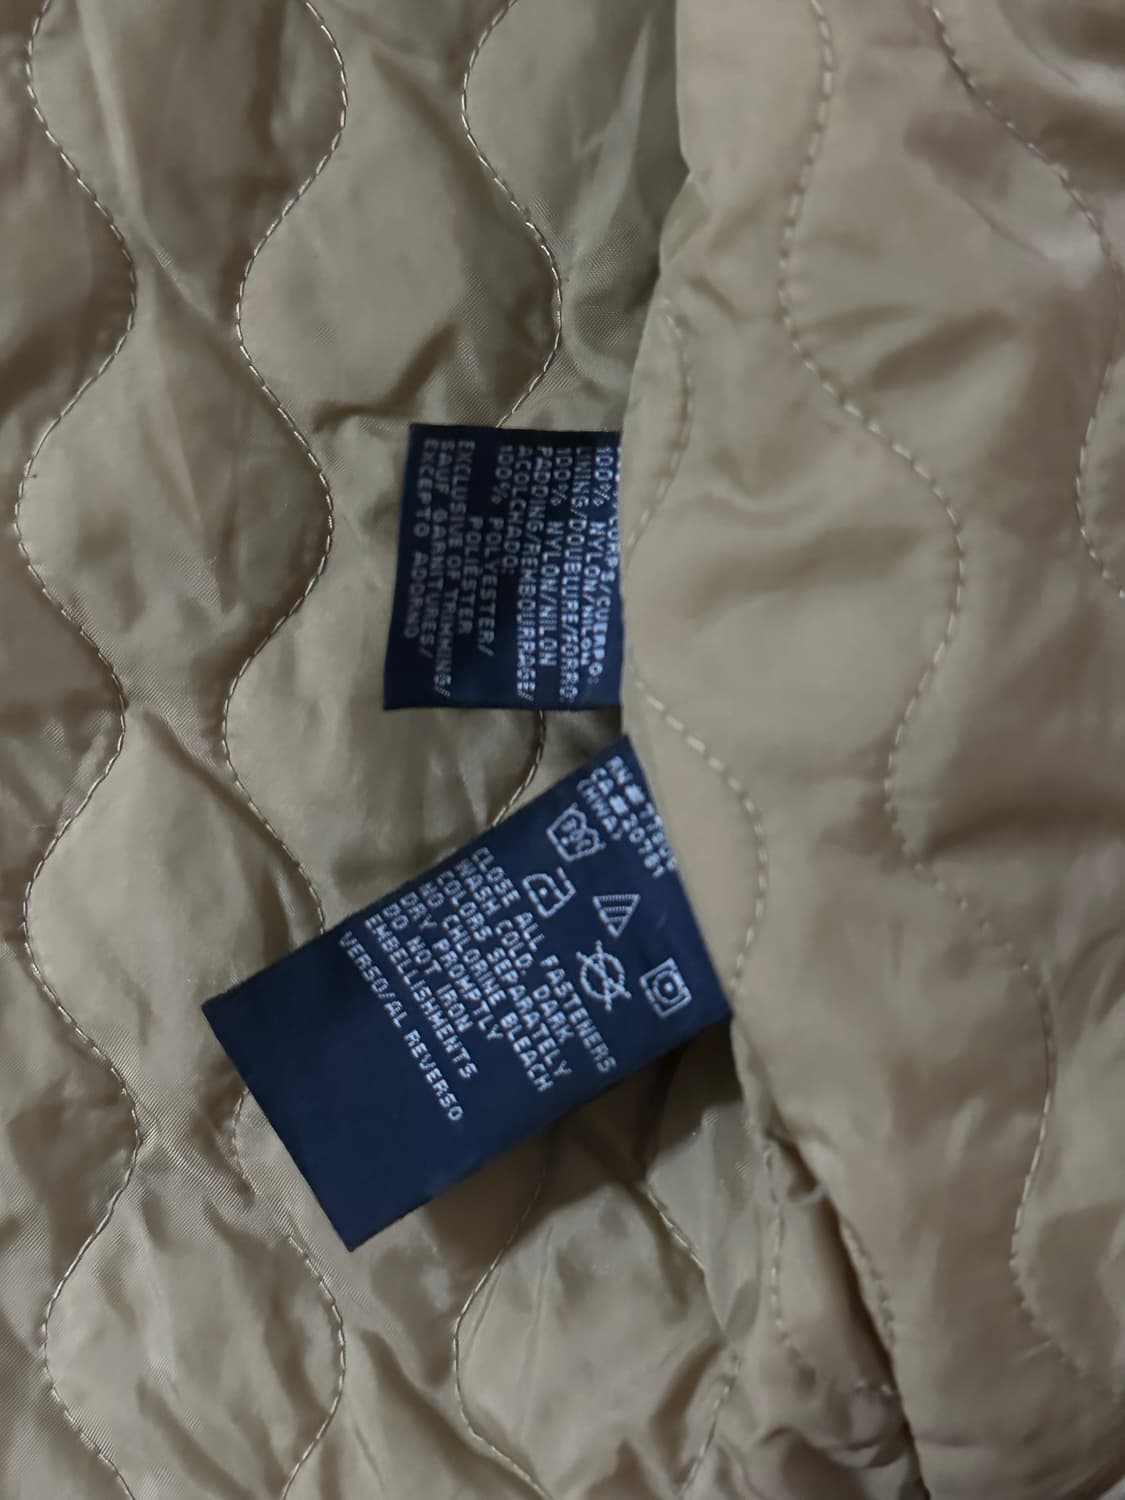 100% NYLON/NILON
LINING/DOUBLURE/FORRO:
100% NYLON/NILON
PADDING/REMBOURRAGE/
ACOLCHADO:
100% POLYESTER/
POLIESTER
EXCLUSIVE OF TRIMMINGS/
SAUF GARNITURES/
EXCEPTO ADORNO
CLOSE ALL FASTENERS
WASH COLD, DARK
COLORS SEPARATELY
NO CHLORINE BLEACH
DRY PROMPTLY
DO NOT IRON
EMBELLISHMENTS
VERSO/AL REVERSO